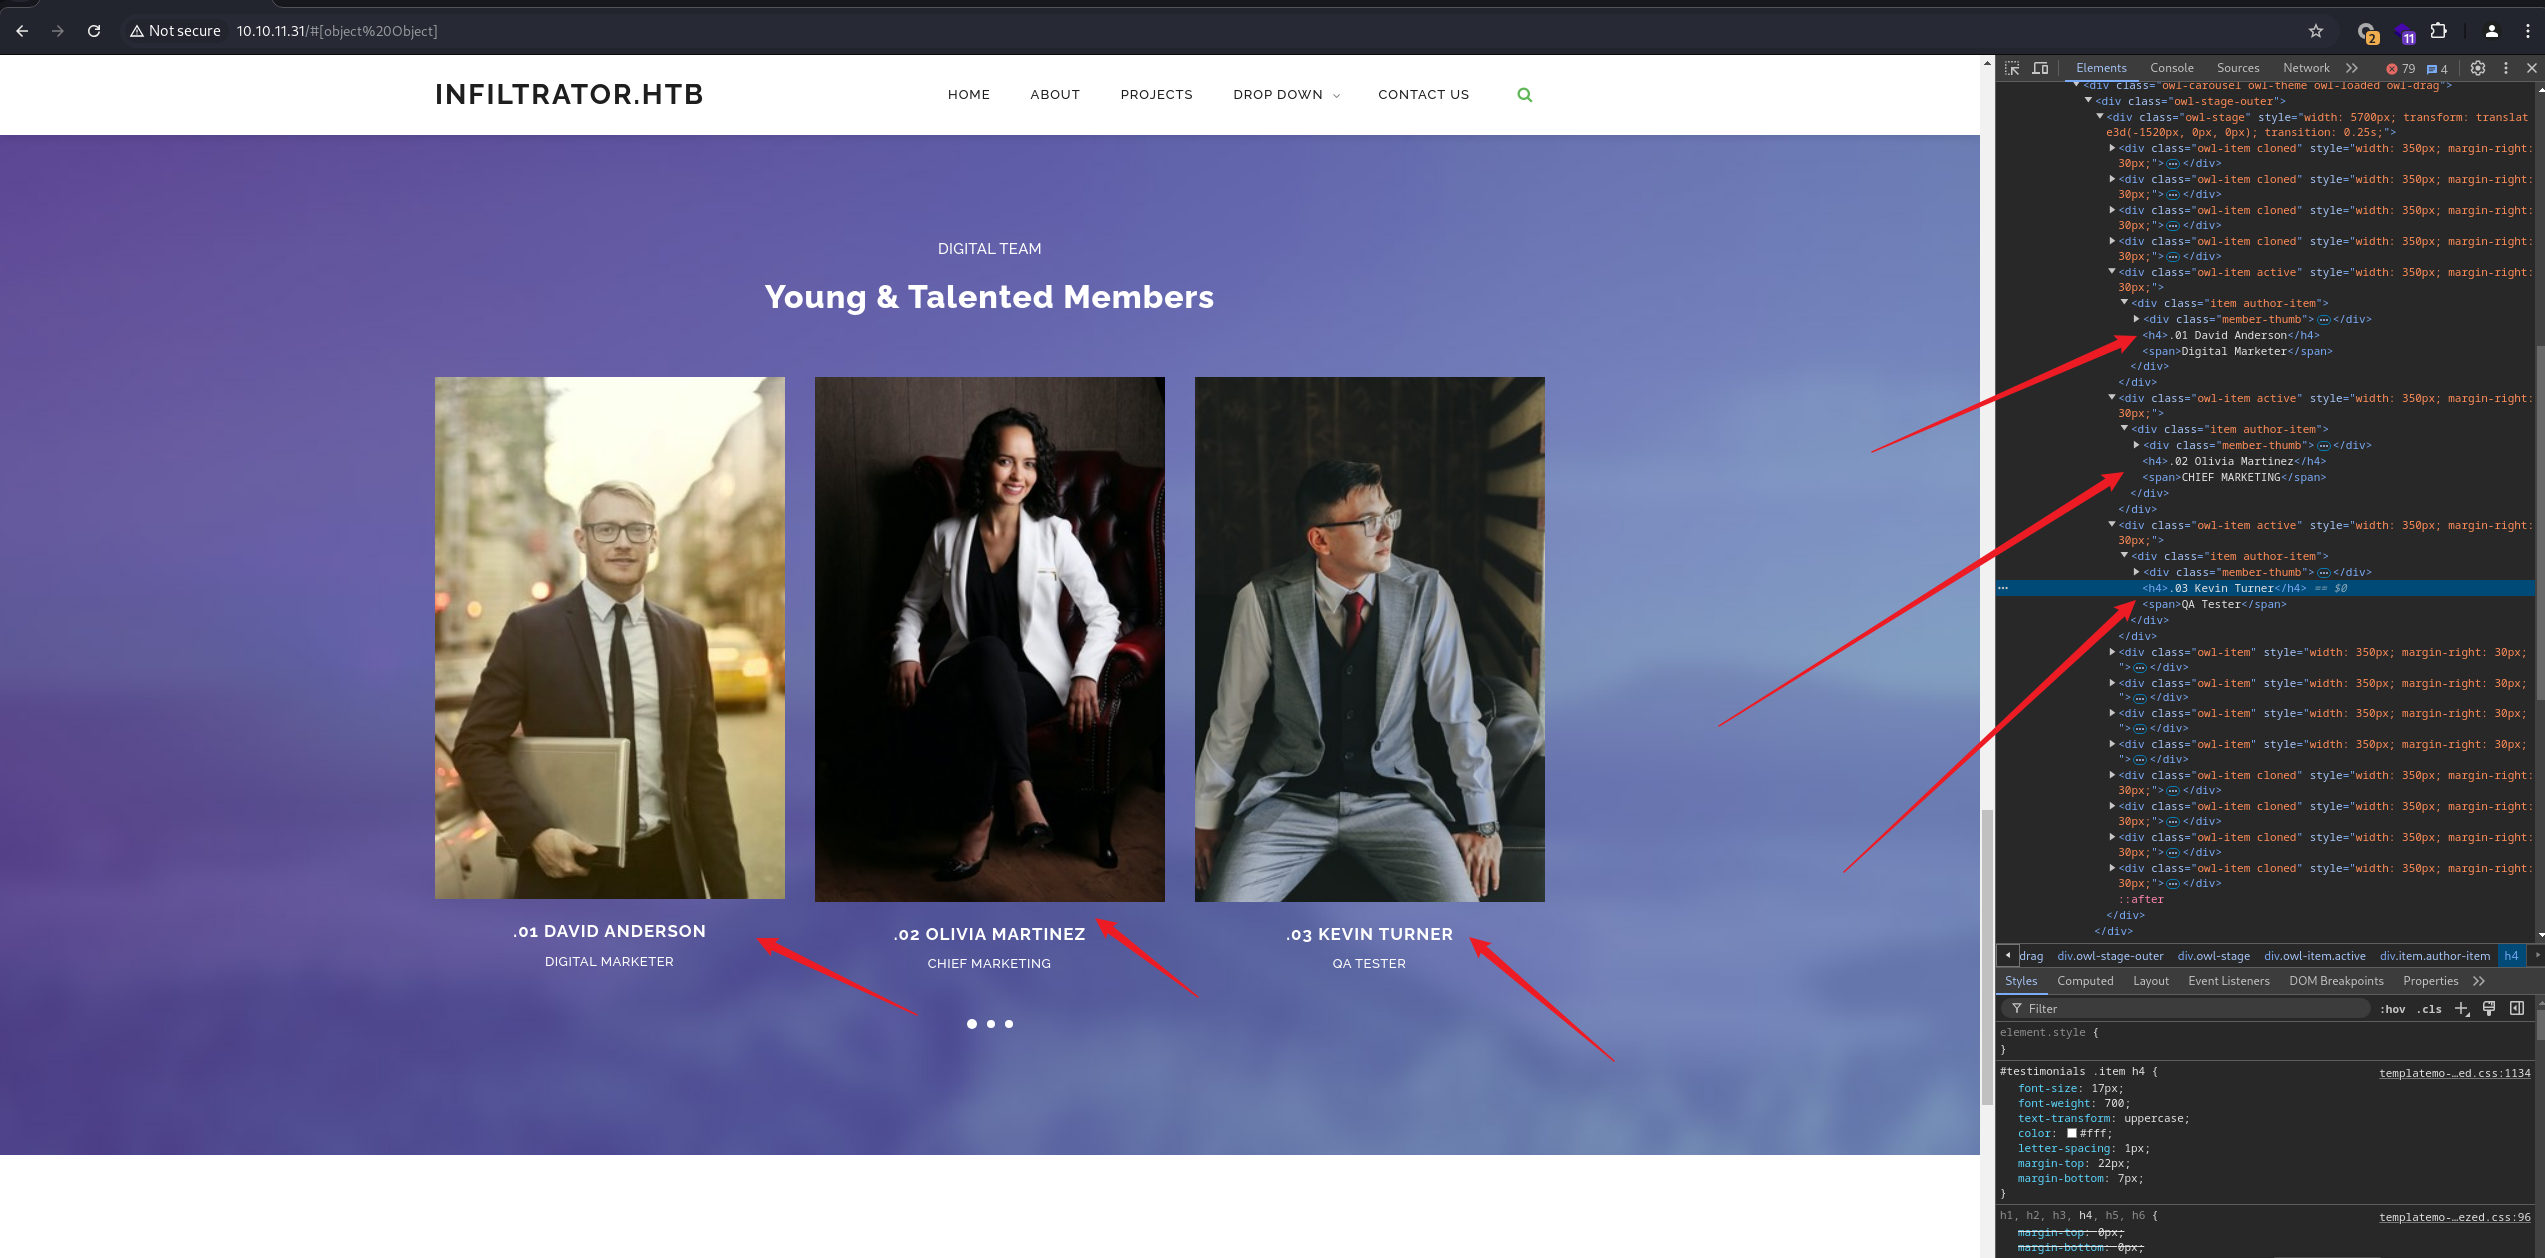 Not secure 10.10.11.31/#[object%20Object]
2
11
INFILTRATOR.HTB
HOME ABOUT PROJECTS DROP DOWN CONTACT US
DIGITAL TEAM
Young & Talented Members
.01 DAVID ANDERSON
DIGITAL MARKETER
.02 OLIVIA MARTINEZ
CHIEF MARKETING
.03 KEVIN TURNER
QA TESTER
Elements Console Sources Network 79 4
<div class="owl-carousel owl-theme owl-loaded owl-drag">
<div class="owl-stage-outer">
<div class="owl-stage" style="width: 5700px; transform: translat
e3d(-1520px, 0px, 0px); transition: 0.25s;">
<div class="owl-item cloned" style="width: 350px; margin-right:
30px;">⋯</div>
<div class="owl-item cloned" style="width: 350px; margin-right:
30px;">⋯</div>
<div class="owl-item cloned" style="width: 350px; margin-right:
30px;">⋯</div>
<div class="owl-item cloned" style="width: 350px; margin-right:
30px;">⋯</div>
<div class="owl-item active" style="width: 350px; margin-right:
30px;">
<div class="item author-item">
<div class="member-thumb">⋯</div>
<h4>.01 David Anderson</h4>
<span>Digital Marketer</span>
</div>
</div>
<div class="owl-item active" style="width: 350px; margin-right:
30px;">
<div class="item author-item">
<div class="member-thumb">⋯</div>
<h4>.02 Olivia Martinez</h4>
<span>CHIEF MARKETING</span>
</div>
</div>
<div class="owl-item active" style="width: 350px; margin-right:
30px;">
<div class="item author-item">
<div class="member-thumb">⋯</div>
<h4>.03 Kevin Turner</h4> == $0
<span>QA Tester</span>
</div>
</div>
<div class="owl-item" style="width: 350px; margin-right: 30px;
">⋯</div>
<div class="owl-item" style="width: 350px; margin-right: 30px;
">⋯</div>
<div class="owl-item" style="width: 350px; margin-right: 30px;
">⋯</div>
<div class="owl-item" style="width: 350px; margin-right: 30px;
">⋯</div>
<div class="owl-item cloned" style="width: 350px; margin-right:
30px;">⋯</div>
<div class="owl-item cloned" style="width: 350px; margin-right:
30px;">⋯</div>
<div class="owl-item cloned" style="width: 350px; margin-right:
30px;">⋯</div>
<div class="owl-item cloned" style="width: 350px; margin-right:
30px;">⋯</div>
::after
</div>
</div>
drag div.owl-stage-outer div.owl-stage div.owl-item.active div.item.author-item h4
Styles Computed Layout Event Listeners DOM Breakpoints Properties
Filter :hov .cls
element.style {
}
#testimonials .item h4 { templatemo-…ed.css:1134
font-size: 17px;
font-weight: 700;
text-transform: uppercase;
color: #fff;
letter-spacing: 1px;
margin-top: 22px;
margin-bottom: 7px;
}
h1, h2, h3, h4, h5, h6 { templatemo-…ezed.css:96
margin-top: 0px;
margin-bottom: 0px;